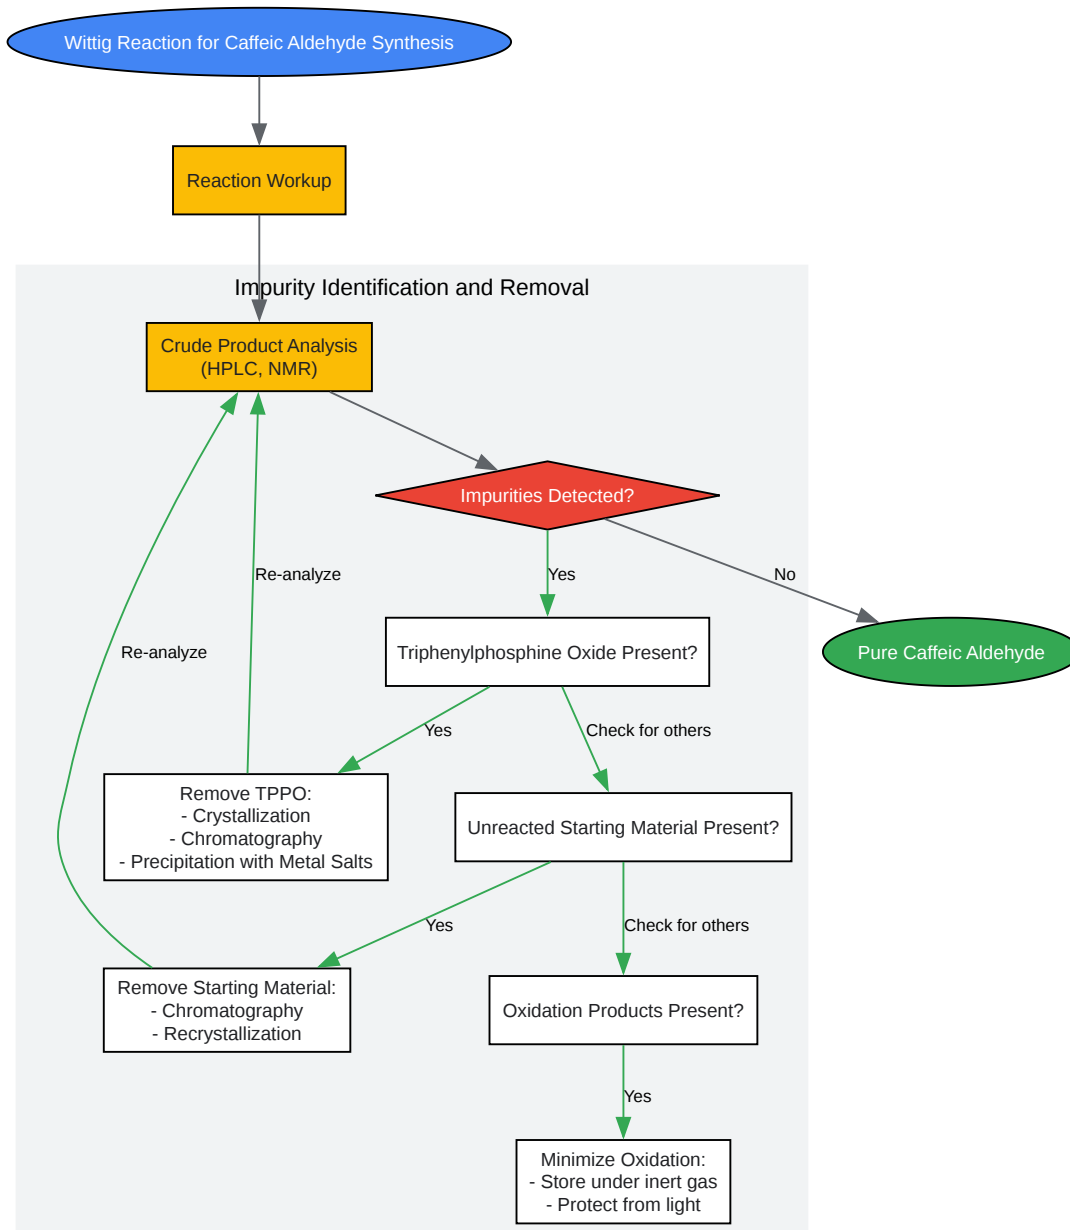 Wittig Reaction for Caffeic Aldehyde Synthesis
Reaction Workup
Impurity Identification and Removal
Crude Product Analysis
(HPLC, NMR)
Impurities Detected?
Re-analyze
Yes
No
Re-analyze
Triphenylphosphine Oxide Present?
Pure Caffeic Aldehyde
Yes
Check for others
Remove TPPO:
- Crystallization
- Chromatography
- Precipitation with Metal Salts
Unreacted Starting Material Present?
Yes
Check for others
Remove Starting Material:
- Chromatography
- Recrystallization
Oxidation Products Present?
Yes
Minimize Oxidation:
- Store under inert gas
- Protect from light